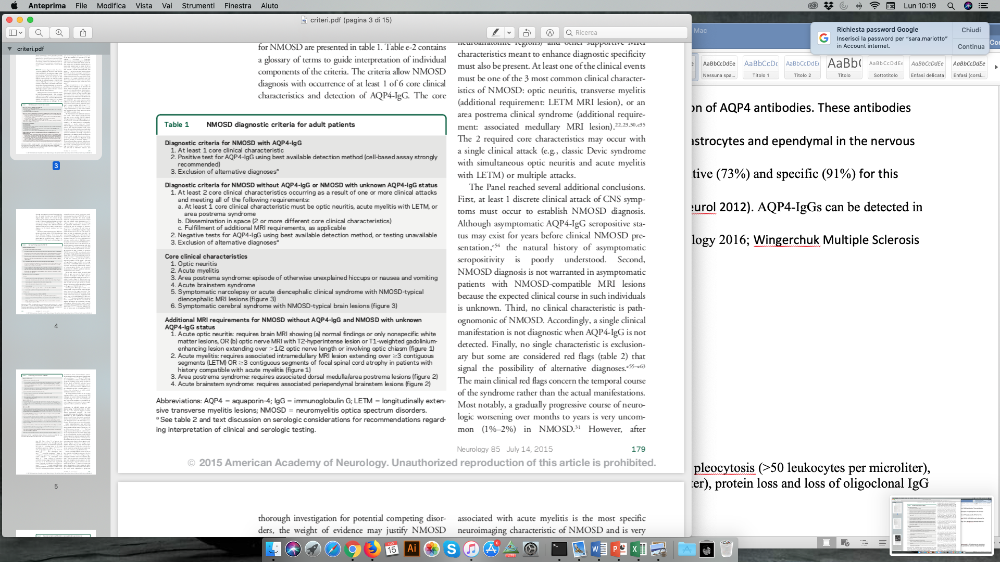 Anteprima File Modifica Vista Vai Strumenti Finestra Aiuto
Lun 10:19
criteri.pdf (pagina 3 di 15)
Ricerca
criteri.pdf
3
4
5
for NMOSD are presented in table 1. Table e-2 contains
a glossary of terms to guide interpretation of individual
components of the criteria. The criteria allow NMOSD
diagnosis with occurrence of at least 1 of 6 core clinical
characteristics and detection of AQP4-IgG. The core
Table 1 NMOSD diagnostic criteria for adult patients
Diagnostic criteria for NMOSD with AQP4-IgG
1. At least 1 core clinical characteristic
2. Positive test for AQP4-IgG using best available detection method (cell-based assay strongly
recommended)
3. Exclusion of alternative diagnosesa
Diagnostic criteria for NMOSD without AQP4-IgG or NMOSD with unknown AQP4-IgG status
1. At least 2 core clinical characteristics occurring as a result of one or more clinical attacks
and meeting all of the following requirements:
a. At least 1 core clinical characteristic must be optic neuritis, acute myelitis with LETM, or
area postrema syndrome
b. Dissemination in space (2 or more different core clinical characteristics)
c. Fulfillment of additional MRI requirements, as applicable
2. Negative tests for AQP4-IgG using best available detection method, or testing unavailable
3. Exclusion of alternative diagnosesa
Core clinical characteristics
1. Optic neuritis
2. Acute myelitis
3. Area postrema syndrome: episode of otherwise unexplained hiccups or nausea and vomiting
4. Acute brainstem syndrome
5. Symptomatic narcolepsy or acute diencephalic clinical syndrome with NMOSD-typical
diencephalic MRI lesions (figure 3)
6. Symptomatic cerebral syndrome with NMOSD-typical brain lesions (figure 3)
Additional MRI requirements for NMOSD without AQP4-IgG and NMOSD with unknown
AQP4-IgG status
1. Acute optic neuritis: requires brain MRI showing (a) normal findings or only nonspecific white
matter lesions, OR (b) optic nerve MRI with T2-hyperintense lesion or T1-weighted gadolinium-
enhancing lesion extending over >1/2 optic nerve length or involving optic chiasm (figure 1)
2. Acute myelitis: requires associated intramedullary MRI lesion extending over ≥3 contiguous
segments (LETM) OR ≥3 contiguous segments of focal spinal cord atrophy in patients with
history compatible with acute myelitis (figure 1)
3. Area postrema syndrome: requires associated dorsal medulla/area postrema lesions (figure 2)
4. Acute brainstem syndrome: requires associated periependymal brainstem lesions (figure 2)
Abbreviations: AQP4 = aquaporin-4; IgG = immunoglobulin G; LETM = longitudinally exten-
sive transverse myelitis lesions; NMOSD = neuromyelitis optica spectrum disorders.
a See table 2 and text discussion on serologic considerations for recommendations regard-
ing interpretation of clinical and serologic testing.
neuroanatomic regions) and other supportive MRI
characteristics meant to enhance diagnostic specificity
must also be present. At least one of the clinical events
must be one of the 3 most common clinical character-
istics of NMOSD: optic neuritis, transverse myelitis
(additional requirement: LETM MRI lesion), or an
area postrema clinical syndrome (additional require-
ment: associated medullary MRI lesion).22,23,30,e35
The 2 required core characteristics may occur with
a single clinical attack (e.g., classic Devic syndrome
with simultaneous optic neuritis and acute myelitis
with LETM) or multiple attacks.
The Panel reached several additional conclusions.
First, at least 1 discrete clinical attack of CNS symp-
toms must occur to establish NMOSD diagnosis.
Although asymptomatic AQP4-IgG seropositive sta-
tus may exist for years before clinical NMOSD pre-
sentation,e54 the natural history of asymptomatic
seropositivity is poorly understood. Second,
NMOSD diagnosis is not warranted in asymptomatic
patients with NMOSD-compatible MRI lesions
because the expected clinical course in such individuals
is unknown. Third, no clinical characteristic is path-
ognomonic of NMOSD. Accordingly, a single clinical
manifestation is not diagnostic when AQP4-IgG is not
detected. Finally, no single characteristic is exclusion-
ary but some are considered red flags (table 2) that
signal the possibility of alternative diagnoses.e55–e63
The main clinical red flags concern the temporal course
of the syndrome rather than the actual manifestations.
Most notably, a gradually progressive course of neuro-
logic worsening over months to years is very uncom-
mon (1%–2%) in NMOSD.31 However, after
Neurology 85 July 14, 2015 179
© 2015 American Academy of Neurology. Unauthorized reproduction of this article is prohibited.
thorough investigation for potential competing disor-
ders, the weight of evidence may justify NMOSD
associated with acute myelitis is the most specific
neuroimaging characteristic of NMOSD and is very
Mac
Richiesta password Google
Inserisci la password per “sara.mariotto”
in Account internet.
Chiudi
Continua
AaBbCcDdEe AaBbCcDc AaBbCcDdE AaBbC AaBbCcDdEe AaBbCcDdEe AaBbCcDdEe
Nessuna spa... Titolo 1 Titolo 2 Titolo Sottotitolo Enfasi delicata Enfasi (corsi...
on of AQP4 antibodies. These antibodies
astrocytes and ependymal in the nervous
tive (73%) and specific (91%) for this
eurol 2012). AQP4-IgGs can be detected in
logy 2016; Wingerchuk Multiple Sclerosis
pleocytosis (>50 leukocytes per microliter),
ter), protein loss and loss of oligoclonal IgG
LUG
15
Ai
6
LITE